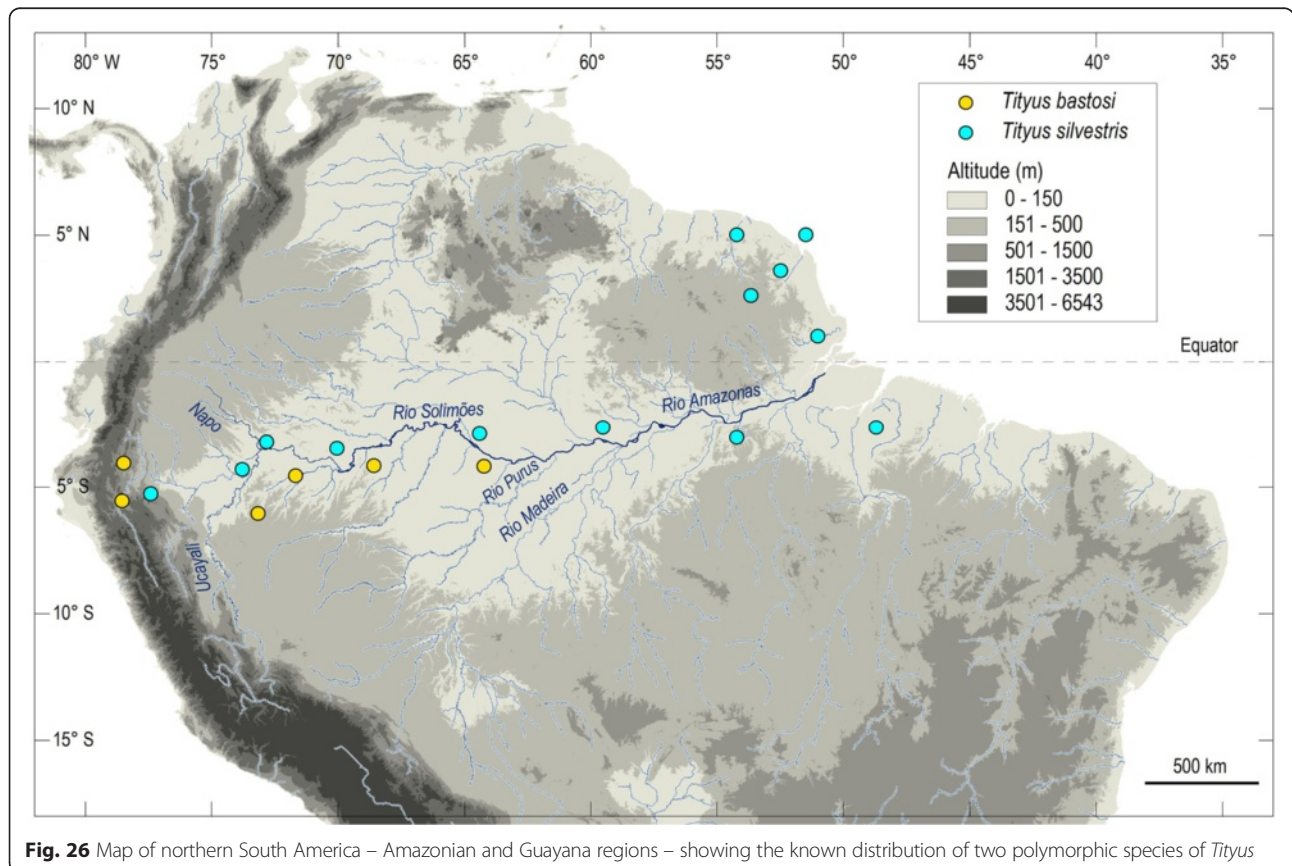 80° W 75° 70° 65° 60° 55° 50° 45° 40° 35°
10° N
Tityus bastosi
Tityus silvestris
Altitude (m)
0 - 150
151 - 500
501 - 1500
1501 - 3500
3501 - 6543
5° N
Equator
Napo
Rio Solimões
Rio Amazonas
5° S
Rio Purus
Rio Madeira
Ucayali
10° S
15° S
500 km
Fig. 26 Map of northern South America – Amazonian and Guayana regions – showing the known distribution of two polymorphic species of Tityus